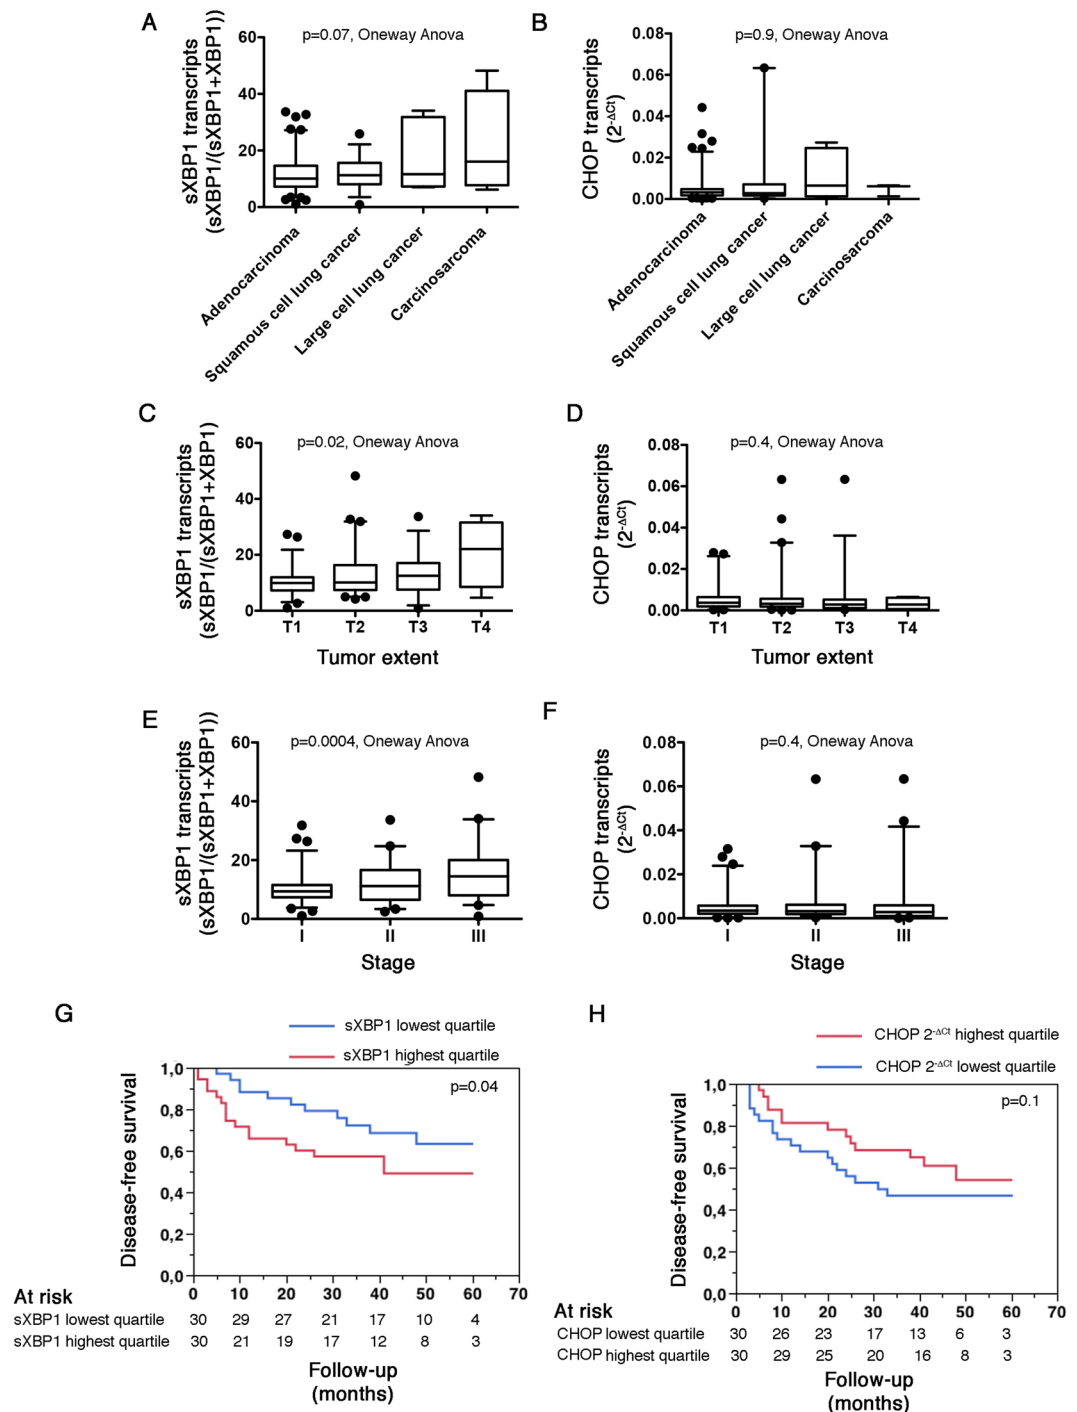 A
p=0.07, Oneway Anova
sXBP1 transcripts
(sXBP1/(sXBP1+XBP1))
60
40
20
0
Adenocarcinoma
Squamous cell lung cancer
Large cell lung cancer
Carcinosarcoma
B
p=0.9, Oneway Anova
CHOP transcripts
(2-ΔCt)
0.08
0.06
0.04
0.02
0.00
Adenocarcinoma
Squamous cell lung cancer
Large cell lung cancer
Carcinosarcoma
C
p=0.02, Oneway Anova
sXBP1 transcripts
(sXBP1/(sXBP1+XBP1)
60
40
20
0
T1 T2 T3 T4
Tumor extent
D
p=0.4, Oneway Anova
CHOP transcripts
(2-ΔCt)
0.08
0.06
0.04
0.02
0.00
T1 T2 T3 T4
Tumor extent
E
p=0.0004, Oneway Anova
sXBP1 transcripts
(sXBP1/(sXBP1+XBP1))
60
40
20
0
I II III
Stage
F
p=0.4, Oneway Anova
CHOP transcripts
(2-ΔCt)
0.08
0.06
0.04
0.02
0.00
I II III
Stage
G
sXBP1 lowest quartile
sXBP1 highest quartile
p=0.04
Disease-free survival
1,0
0,8
0,6
0,4
0,2
0,0
0 10 20 30 40 50 60 70
At risk
sXBP1 lowest quartile 30 29 27 21 17 10 4
sXBP1 highest quartile 30 21 19 17 12 8 3
Follow-up
(months)
H
CHOP 2-ΔCt highest quartile
CHOP 2-ΔCt lowest quartile
p=0.1
Disease-free survival
1,0
0,8
0,6
0,4
0,2
0,0
0 10 20 30 40 50 60 70
At risk
CHOP lowest quartile 30 26 23 17 13 6 3
CHOP highest quartile 30 29 25 20 16 8 3
Follow-up
(months)